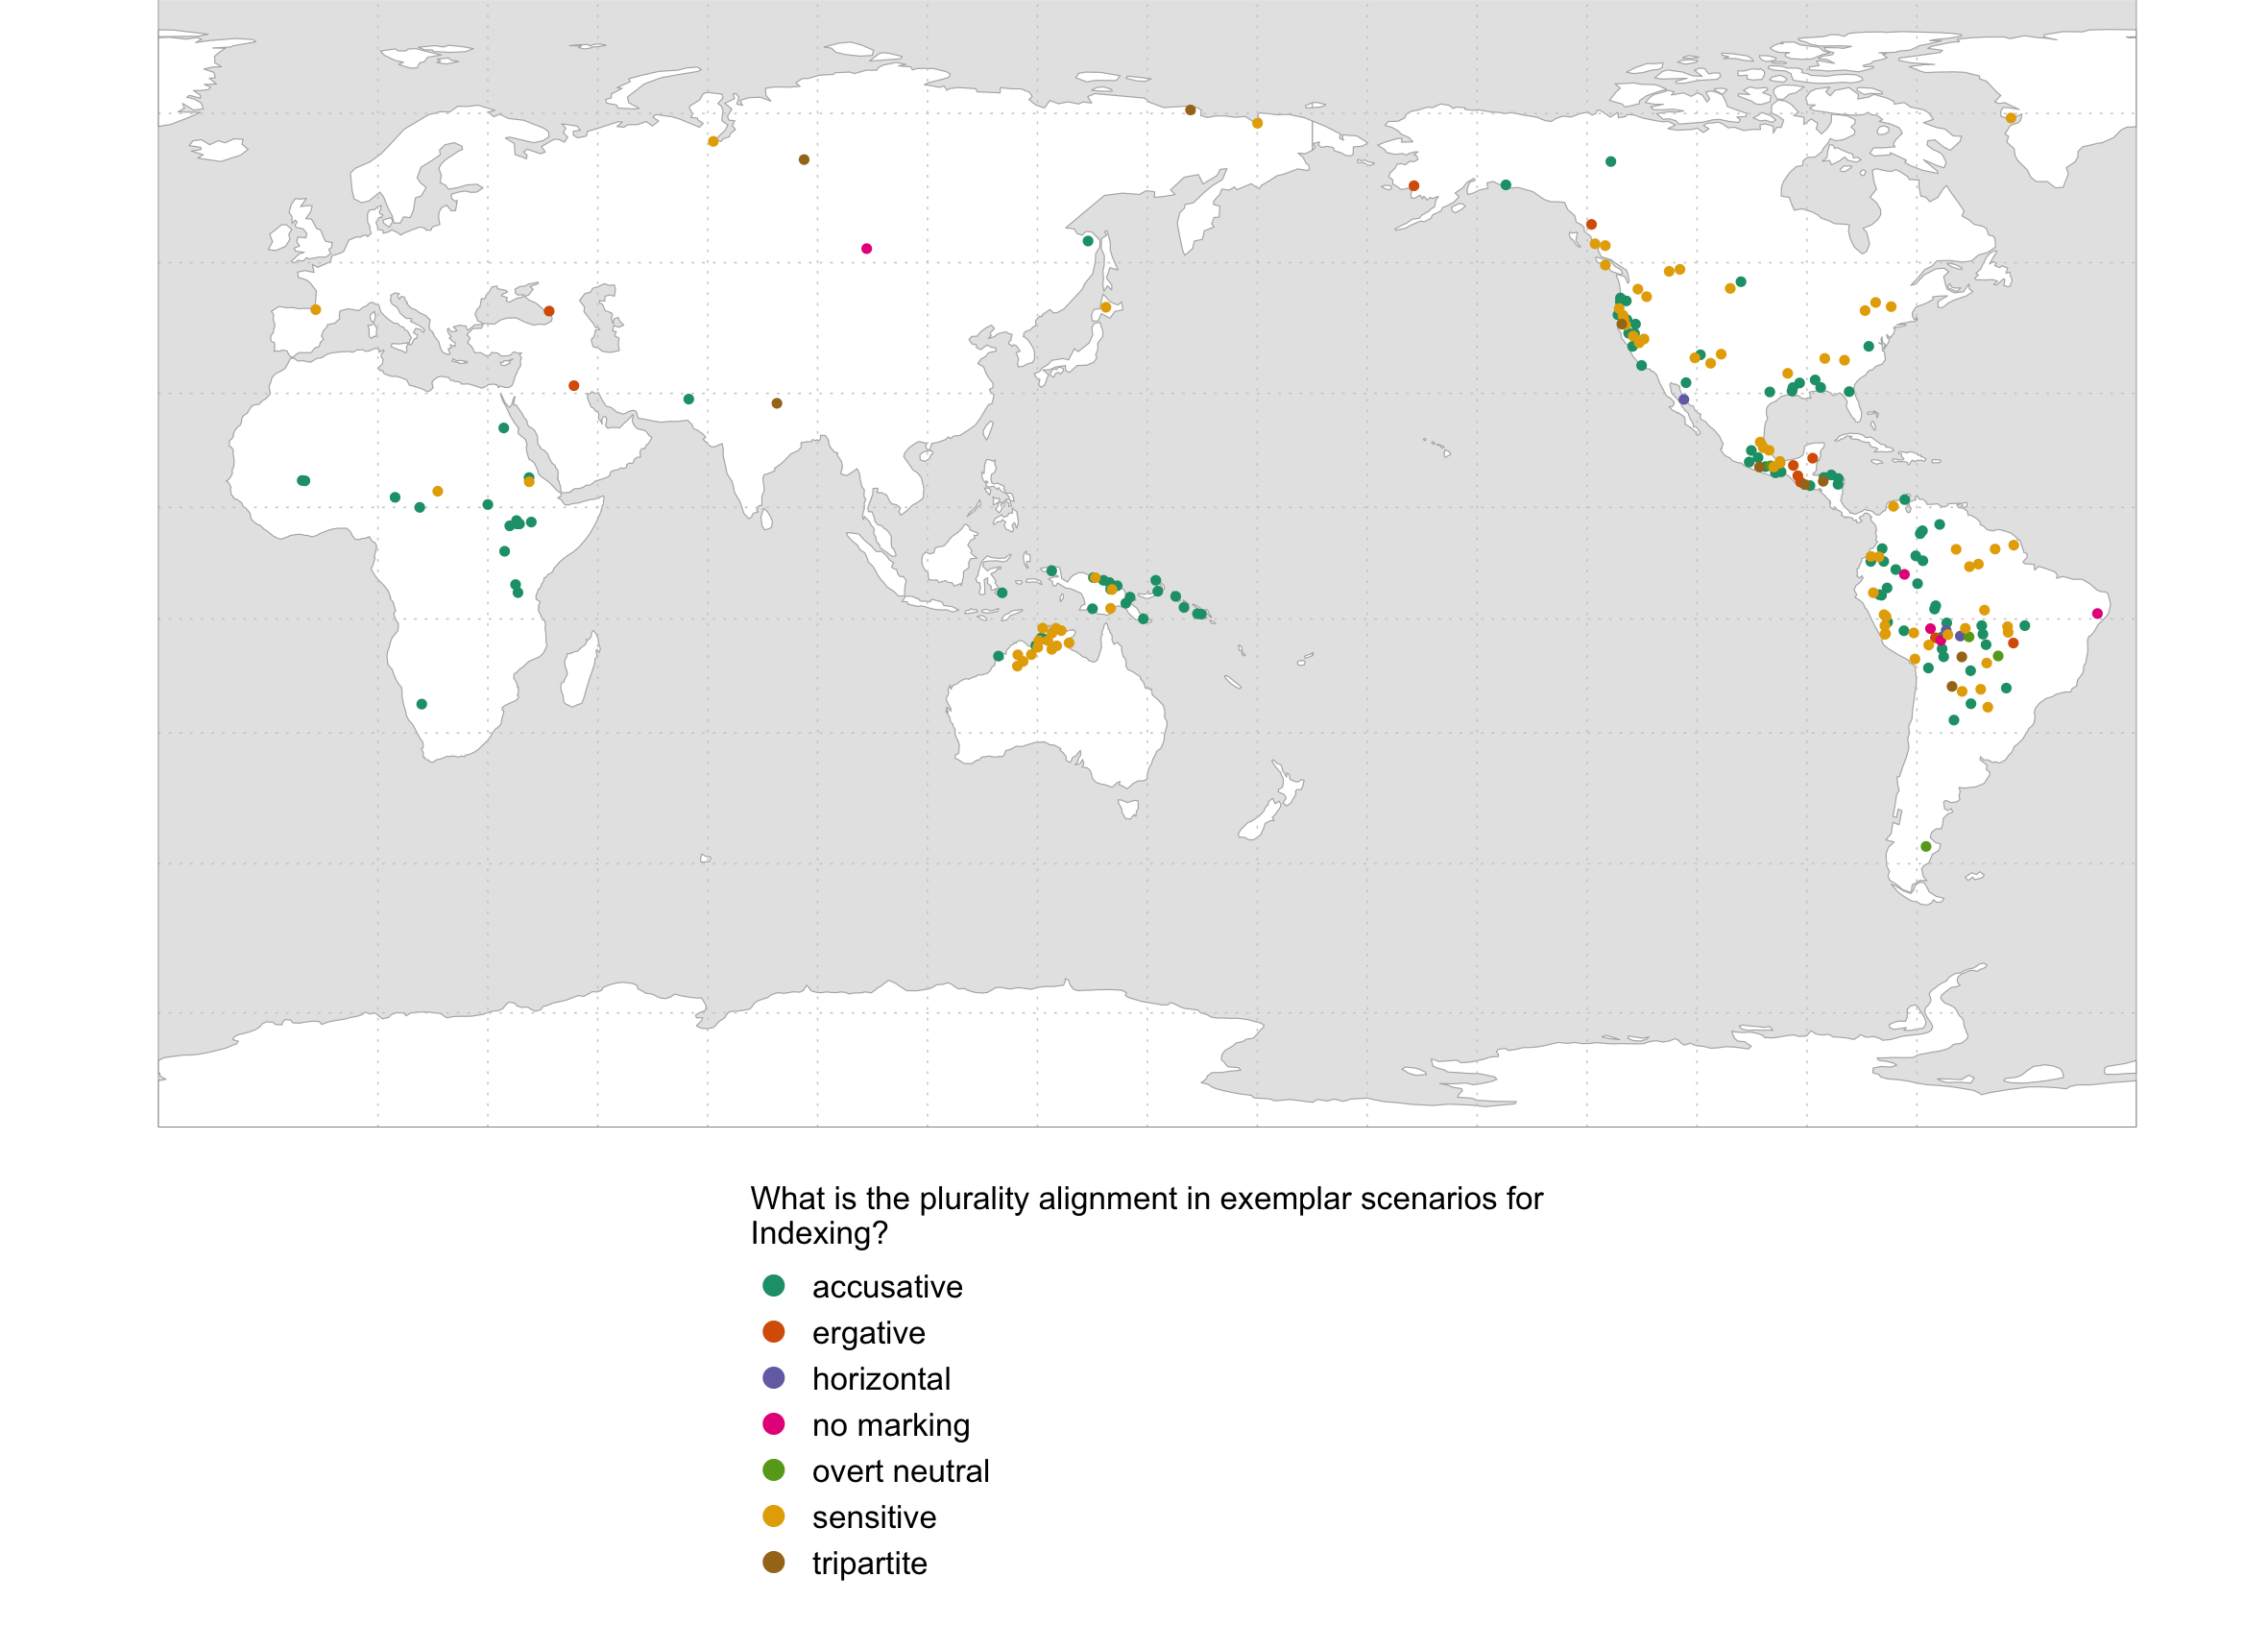 What is the plurality alignment in exemplar scenarios for
Indexing?
accusative
ergative
horizontal
no marking
overt neutral
sensitive
tripartite